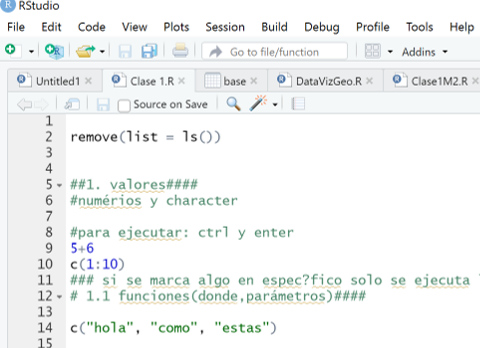 RStudio
File Edit Code View Plots Session Build Debug Profile Tools Help
Go to file/function Addins
Untitled1 Clase 1.R base DataVizGeo.R Clase1M2.R
Source on Save
1
2 remove(list = ls())
3
4
5 ##1. valores####
6 #numérios y character
7
8 #para ejecutar: ctrl y enter
9 5+6
10 c(1:10)
11 ### si se marca algo en espec?fico solo se ejecuta
12 # 1.1 funciones(donde,parámetros)####
13
14 c("hola", "como", "estas")
15